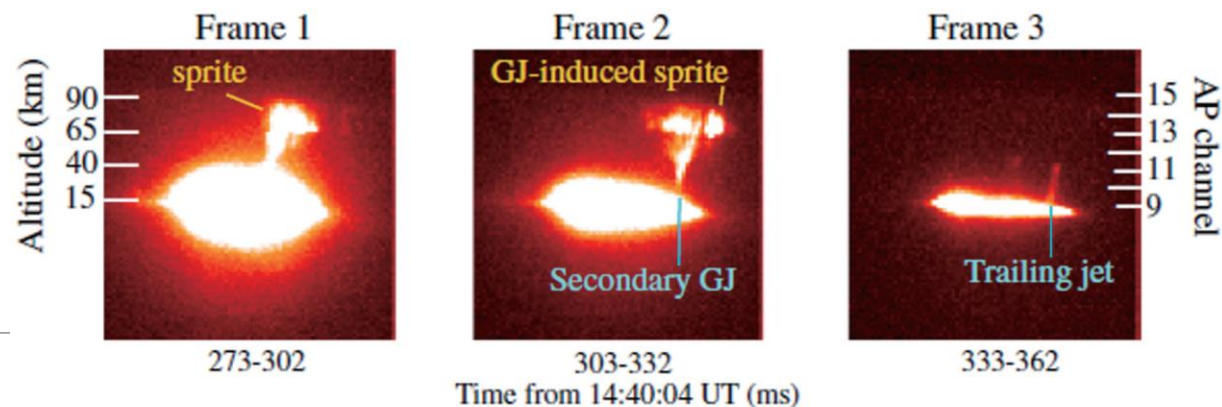 Frame 1
Frame 2
Frame 3
sprite
GJ-induced sprite
Altitude (km)
90
65
40
15
15
13
11
9
AP channel
Secondary GJ
Trailing jet
273-302
303-332
333-362
Time from 14:40:04 UT (ms)